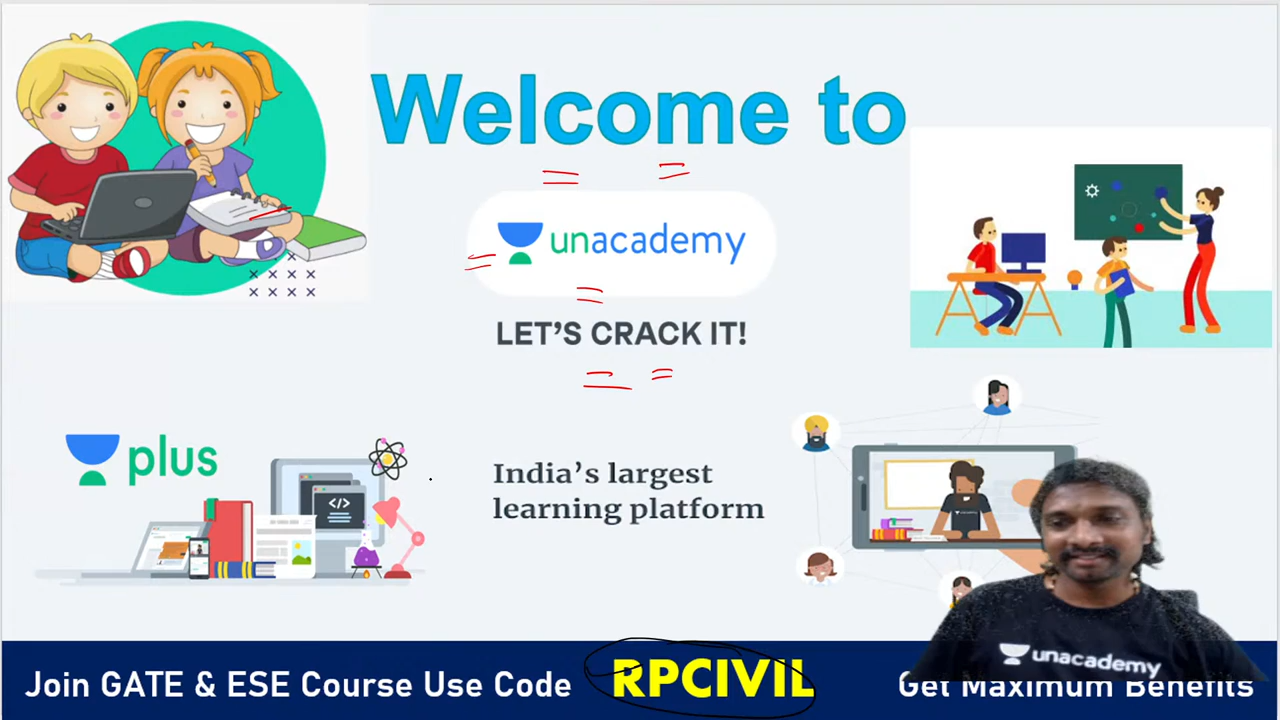 Welcome to
unacademy
LET'S CRACK IT!
plus
</>
India's largest
learning platform
unacademy
Join GATE & ESE Course Use Code RPCIVIL Get Maximum Benefits